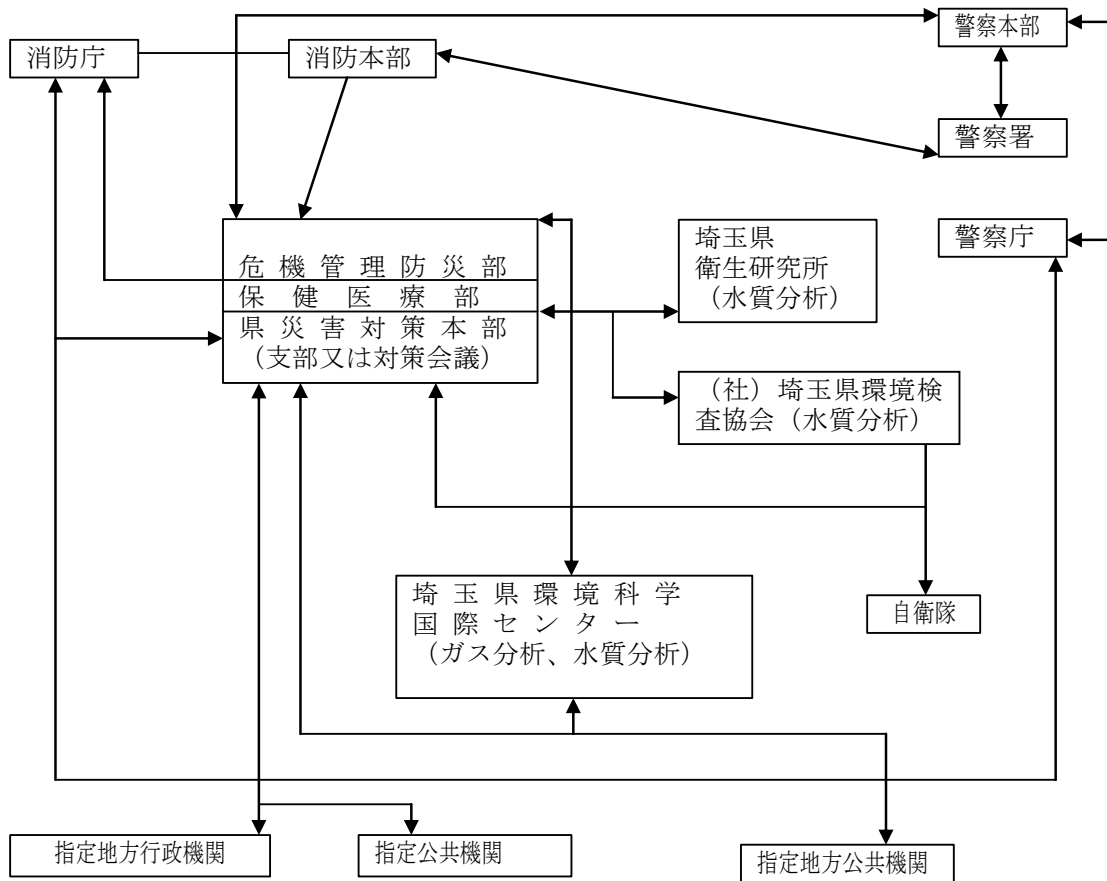 警察本部
消防庁
消防本部
警察署
埼玉県
衛生研究所
（水質分析）
警察庁
危機管理防災部
保健医療部
県災害対策本部
（支部又は対策会議）
（社）埼玉県環境検
査協会（水質分析）
埼玉県環境科学
国際センター
（ガス分析、水質分析）
自衛隊
指定地方行政機関
指定公共機関
指定地方公共機関